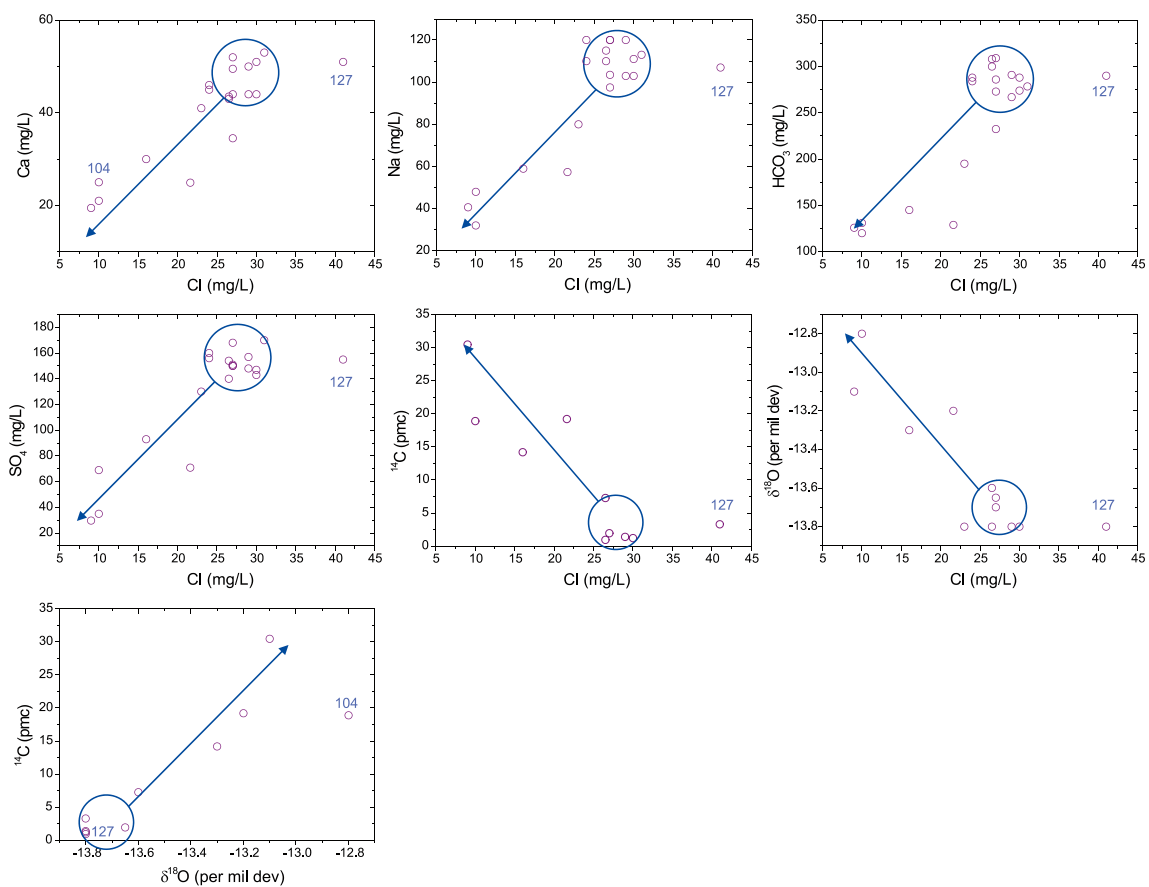 60
40
20
5 10 15 20 25 30 35 40 45
Ca (mg/L)
Cl (mg/L)
104
127
120
100
80
60
40
20
5 10 15 20 25 30 35 40 45
Na (mg/L)
Cl (mg/L)
127
350
300
250
200
150
100
5 10 15 20 25 30 35 40 45
HCO3 (mg/L)
Cl (mg/L)
127
180
160
140
120
100
80
60
40
20
5 10 15 20 25 30 35 40 45
SO4 (mg/L)
Cl (mg/L)
127
35
30
25
20
15
10
5
0
5 10 15 20 25 30 35 40 45
14C (pmc)
Cl (mg/L)
127
-12.8
-13.0
-13.2
-13.4
-13.6
-13.8
5 10 15 20 25 30 35 40 45
δ18O (per mil dev)
Cl (mg/L)
127
35
30
25
20
15
10
5
0
-13.8 -13.6 -13.4 -13.2 -13.0 -12.8
14C (pmc)
δ18O (per mil dev)
104
127